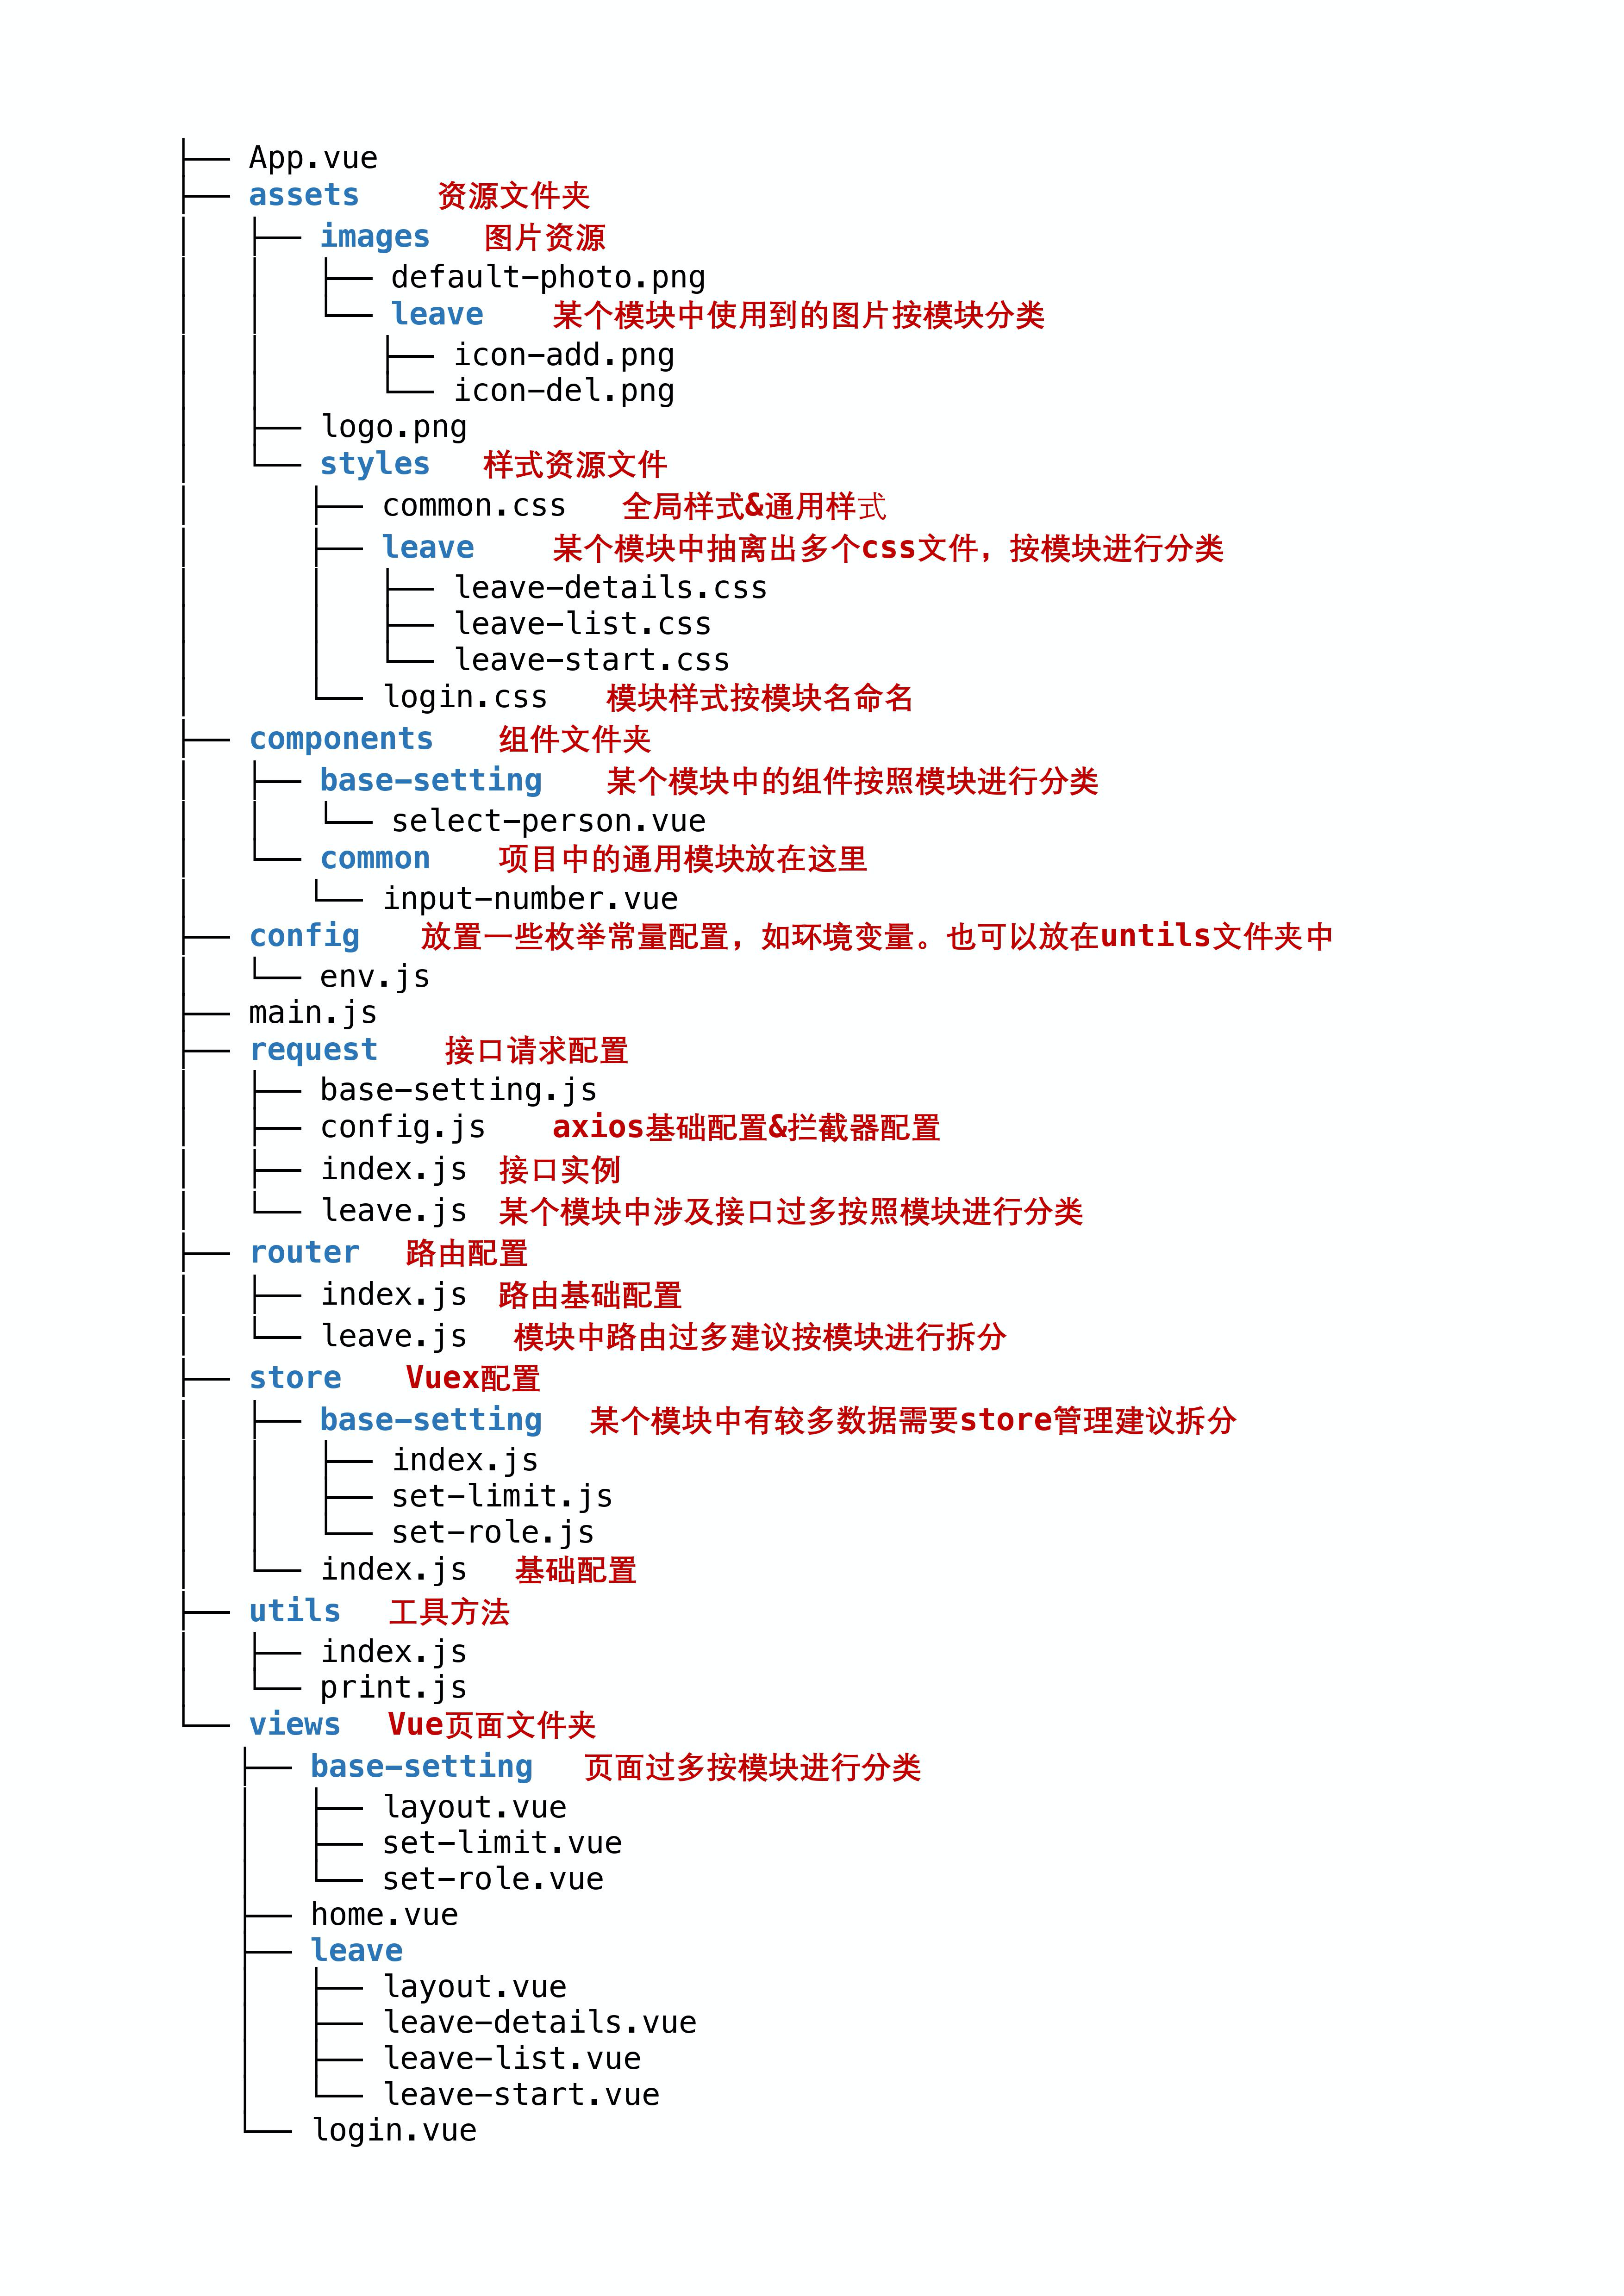 ├── App.vue
├── assets 资源文件夹
│ ├── images 图片资源
│ │ ├── default-photo.png
│ │ └── leave 某个模块中使用到的图片按模块分类
│ │ ├── icon-add.png
│ │ └── icon-del.png
│ ├── logo.png
│ └── styles 样式资源文件
│ ├── common.css 全局样式&通用样式
│ ├── leave 某个模块中抽离出多个css文件，按模块进行分类
│ │ ├── leave-details.css
│ │ ├── leave-list.css
│ │ └── leave-start.css
│ └── login.css 模块样式按模块名命名
├── components 组件文件夹
│ ├── base-setting 某个模块中的组件按照模块进行分类
│ │ └── select-person.vue
│ └── common 项目中的通用模块放在这里
│ └── input-number.vue
├── config 放置一些枚举常量配置，如环境变量。也可以放在untils文件夹中
│ └── env.js
├── main.js
├── request 接口请求配置
│ ├── base-setting.js
│ ├── config.js axios基础配置&拦截器配置
│ ├── index.js 接口实例
│ └── leave.js 某个模块中涉及接口过多按照模块进行分类
├── router 路由配置
│ ├── index.js 路由基础配置
│ └── leave.js 模块中路由过多建议按模块进行拆分
├── store Vuex配置
│ ├── base-setting 某个模块中有较多数据需要store管理建议拆分
│ │ ├── index.js
│ │ ├── set-limit.js
│ │ └── set-role.js
│ └── index.js 基础配置
├── utils 工具方法
│ ├── index.js
│ └── print.js
└── views Vue页面文件夹
├── base-setting 页面过多按模块进行分类
│ ├── layout.vue
│ ├── set-limit.vue
│ └── set-role.vue
├── home.vue
├── leave
│ ├── layout.vue
│ ├── leave-details.vue
│ ├── leave-list.vue
│ └── leave-start.vue
└── login.vue